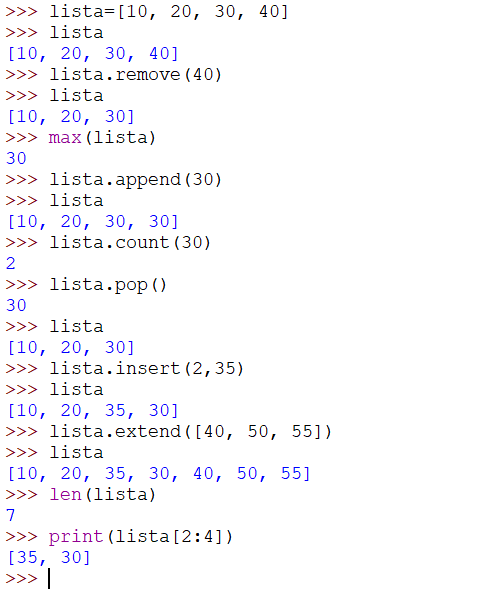 >>> lista=[10, 20, 30, 40]
>>> lista
[10, 20, 30, 40]
>>> lista.remove(40)
>>> lista
[10, 20, 30]
>>> max(lista)
30
>>> lista.append(30)
>>> lista
[10, 20, 30, 30]
>>> lista.count(30)
2
>>> lista.pop()
30
>>> lista
[10, 20, 30]
>>> lista.insert(2,35)
>>> lista
[10, 20, 35, 30]
>>> lista.extend([40, 50, 55])
>>> lista
[10, 20, 35, 30, 40, 50, 55]
>>> len(lista)
7
>>> print(lista[2:4])
[35, 30]
>>>